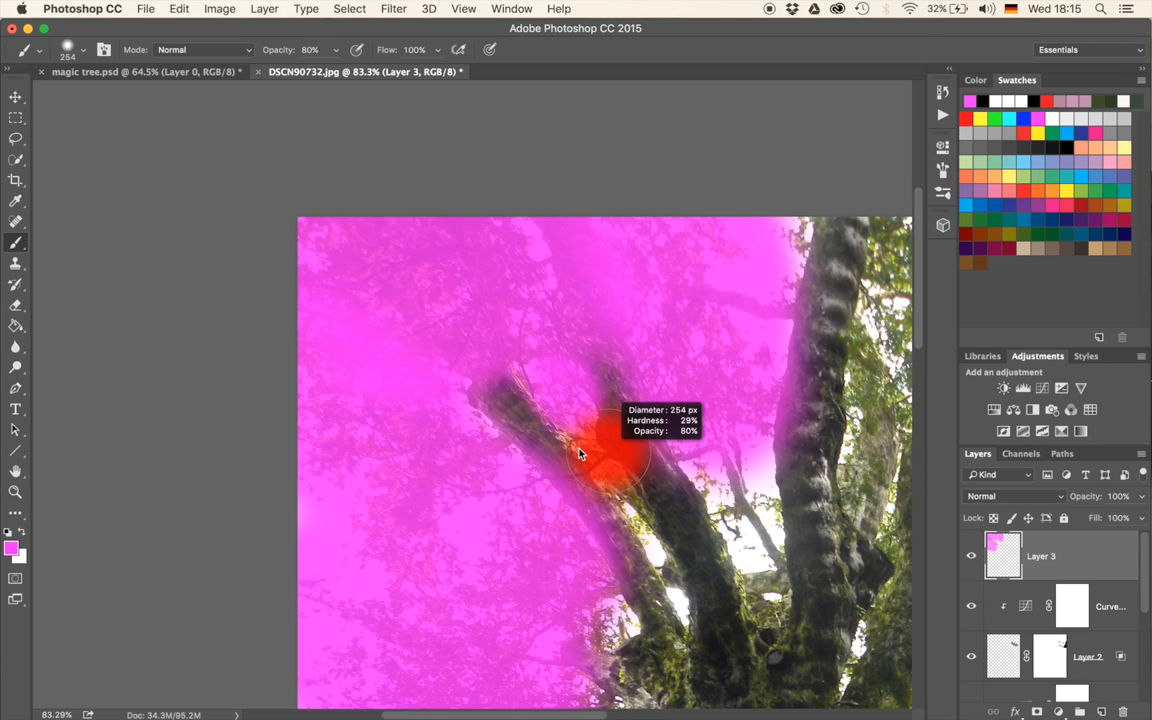 Photoshop CC File Edit Image Layer Type Select Filter 3D View Window Help 32% Wed 18:15
Adobe Photoshop CC 2015
254 Mode: Normal Opacity: 80% Flow: 100% Essentials
magic tree.psd @ 64.5% (Layer 0, RGB/8) * DSCN90732.jpg @ 83.3% (Layer 3, RGB/8) *
Color Swatches
Libraries Adjustments Styles
Add an adjustment
Diameter: 254 px
Hardness: 29%
Opacity: 80%
Layers Channels Paths
Kind
Normal Opacity: 100%
Lock: Fill: 100%
Layer 3
Curve...
Layer 2
83.29% Doc: 34.3M/95.2M